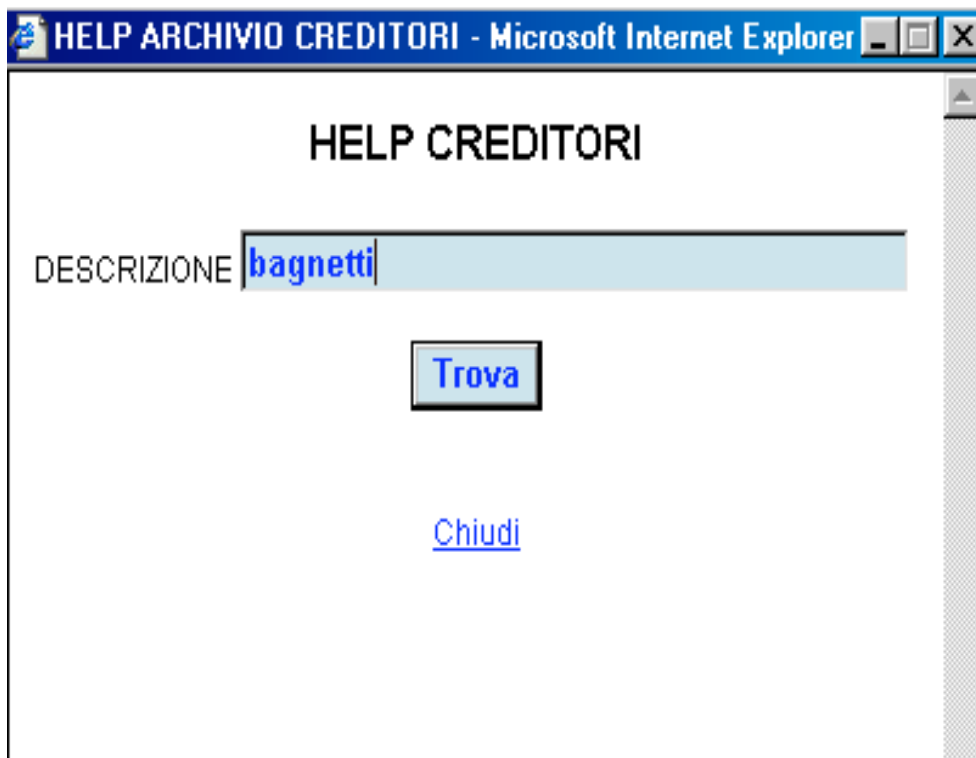 HELP ARCHIVIO CREDITORI - Microsoft Internet Explorer
HELP CREDITORI
DESCRIZIONE bagnetti
Trova
Chiudi